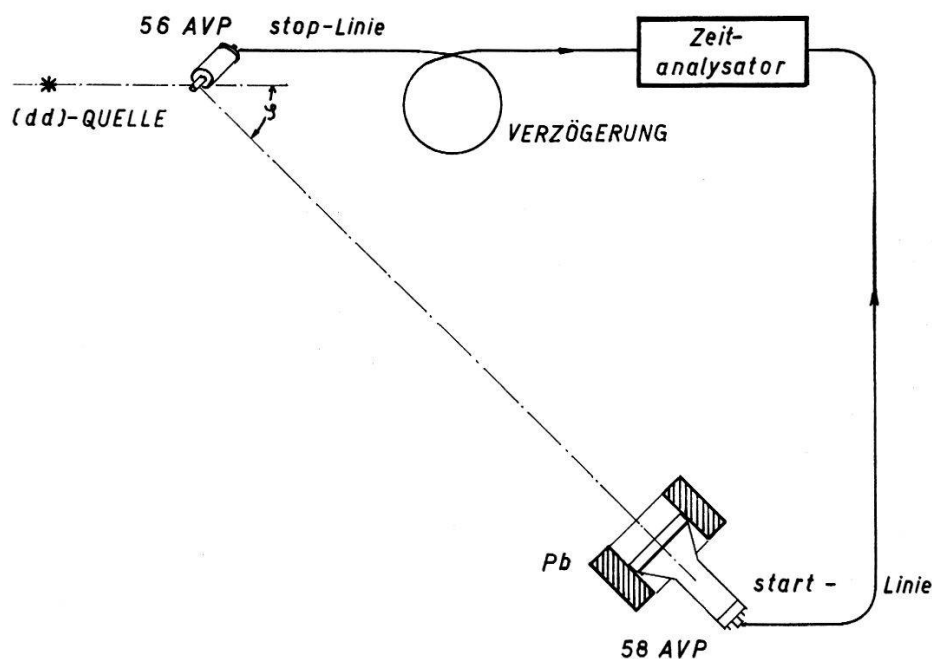 56 AVP
stop-Linie
Zeit-
analysator
(dd)-QUELLE
VERZÖGERUNG
Pb
start-
Linie
58 AVP